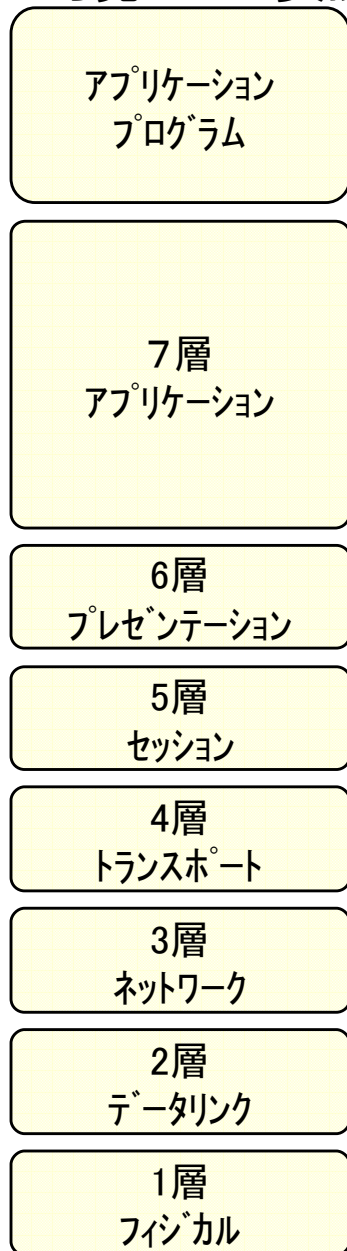 アプリケーション
プログラム
７層
アプリケーション
6層
プレゼンテーション
5層
セッション
4層
トランスポート
3層
ネットワーク
2層
データリンク
1層
フィジカル